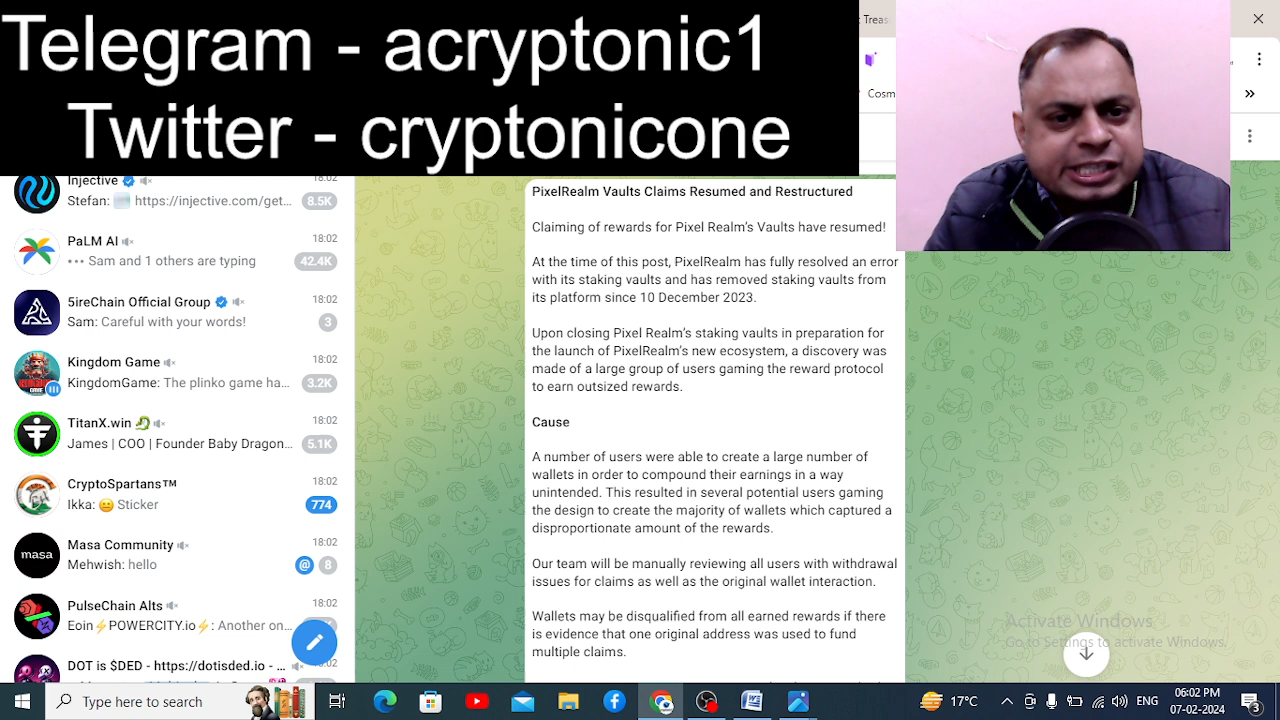 Telegram - acryptonic1
Twitter - cryptonicone
Treas
Cosm
Injective
18:02
Stefan: https://injective.com/get...
8.5K
PaLM AI
18:02
Sam and 1 others are typing
42.4K
5ireChain Official Group
18:02
Sam: Careful with your words!
3
Kingdom Game
18:02
KingdomGame: The plinko game ha...
3.2K
TitanX.win
18:02
James | COO | Founder Baby Dragon...
5.1K
CryptoSpartans™
18:02
Ikka: 😐 Sticker
774
masa
Masa Community
18:02
Mehwish: hello
@ 8
PulseChain Alts
18:02
Eoin⚡POWERCITY.io⚡: Another on...
DOT is $DED - https://dotisded.io - ...
18:02
PixelRealm Vaults Claims Resumed and Restructured
Claiming of rewards for Pixel Realm's Vaults have resumed!
At the time of this post, PixelRealm has fully resolved an error
with its staking vaults and has removed staking vaults from
its platform since 10 December 2023.
Upon closing Pixel Realm's staking vaults in preparation for
the launch of PixelRealm's new ecosystem, a discovery was
made of a large group of users gaming the reward protocol
to earn outsized rewards.
Cause
A number of users were able to create a large number of
wallets in order to compound their earnings in a way
unintended. This resulted in several potential users gaming
the design to create the majority of wallets which captured a
disproportionate amount of the rewards.
Our team will be manually reviewing all users with withdrawal
issues for claims as well as the original wallet interaction.
Wallets may be disqualified from all earned rewards if there
is evidence that one original address was used to fund
multiple claims.
Activate Windows
Go to Settings to activate Windows.
Type here to search
17°C
ENG
06:02 PM
07-02-2024